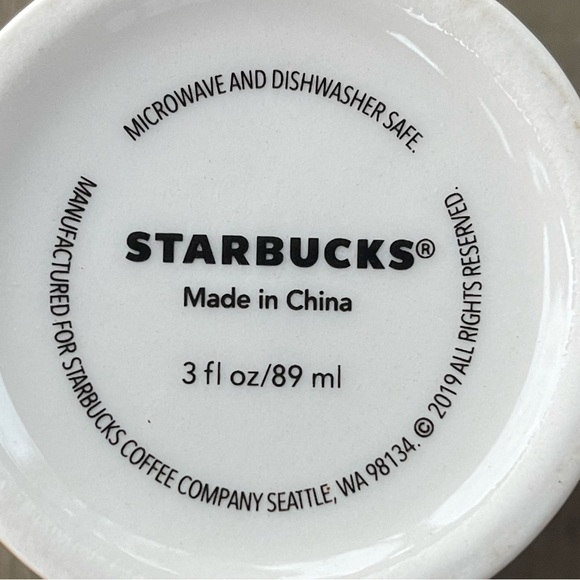 MICROWAVE AND DISHWASHER SAFE.
STARBUCKS®
Made in China
3 fl oz/89 ml
MANUFACTURED FOR STARBUCKS COFFEE COMPANY SEATTLE, WA 98134. © 2019 ALL RIGHTS RESERVED.